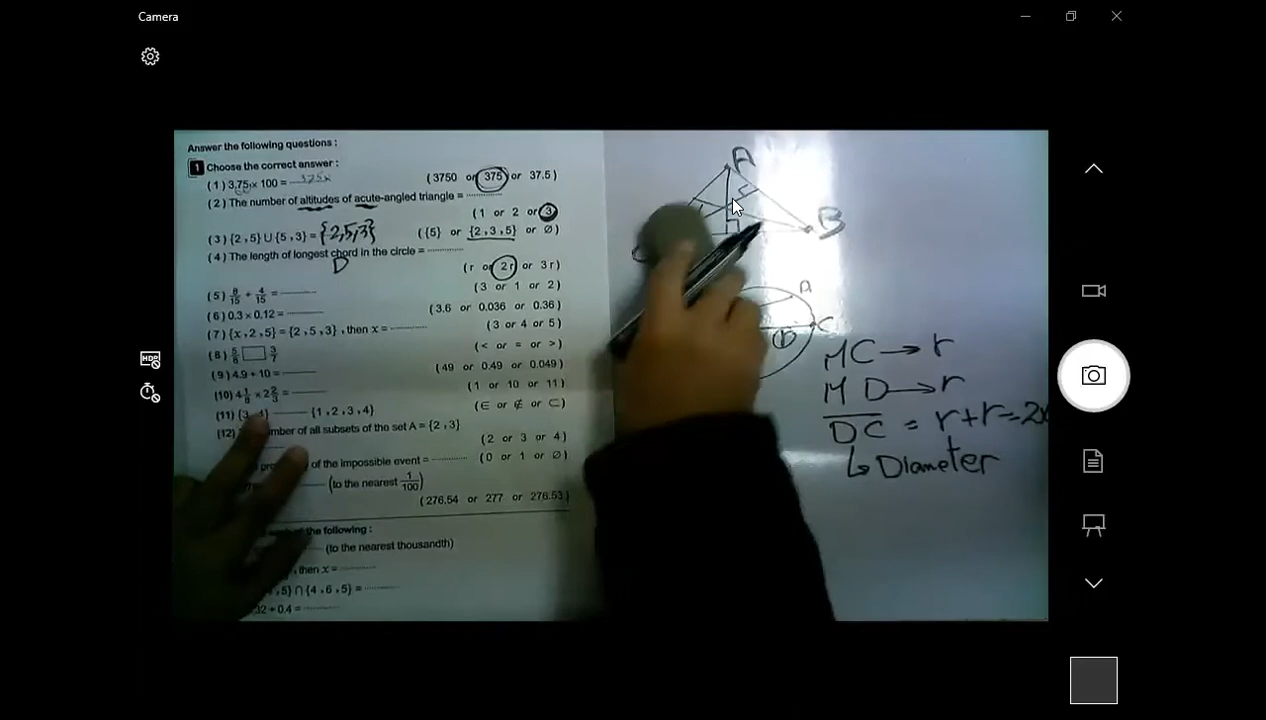 Camera
Answer the following questions :
1 Choose the correct answer :
(1) 3.75 × 100 = 375 (3750 or 375 or 37.5)
(2) The number of altitudes of acute-angled triangle =
(1 or 2 or 3
(3) {2,5} ∪ {5,3} = {2,5,3} ({5} or {2,3,5} or ∅)
(4) The length of longest chord in the circle =
D (r or 2r or 3r)
(5) 8/15 + 4/15 = (3 or 1 or 2)
(6) 0.3 × 0.12 = (3.6 or 0.036 or 0.36)
(7) {x,2,5} = {2,5,3}, then x = (3 or 4 or 5)
(8) 5/8 □ 3/7 (< or = or >)
(9) 4.9 ÷ 10 = (49 or 0.49 or 0.049)
(10) 4 1/8 × 2 2/3 = (1 or 10 or 11)
(11) {3, {1,2,3,4} (∈ or ∉ or ⊂)
(12) of all subsets of the set A = {2,3}
(2 or 3 or 4)
of the impossible event = (0 or 1 or ∅)
(to the nearest 1/100)
(276.54 or 277 or 276.53)
the following :
(to the nearest thousandth)
, then x =
,5} ∩ {4,6,5} =
32 ÷ 0.4 =
A
B
C
r
MC → r
MD → r
DC = r+r=2
↳ Diameter